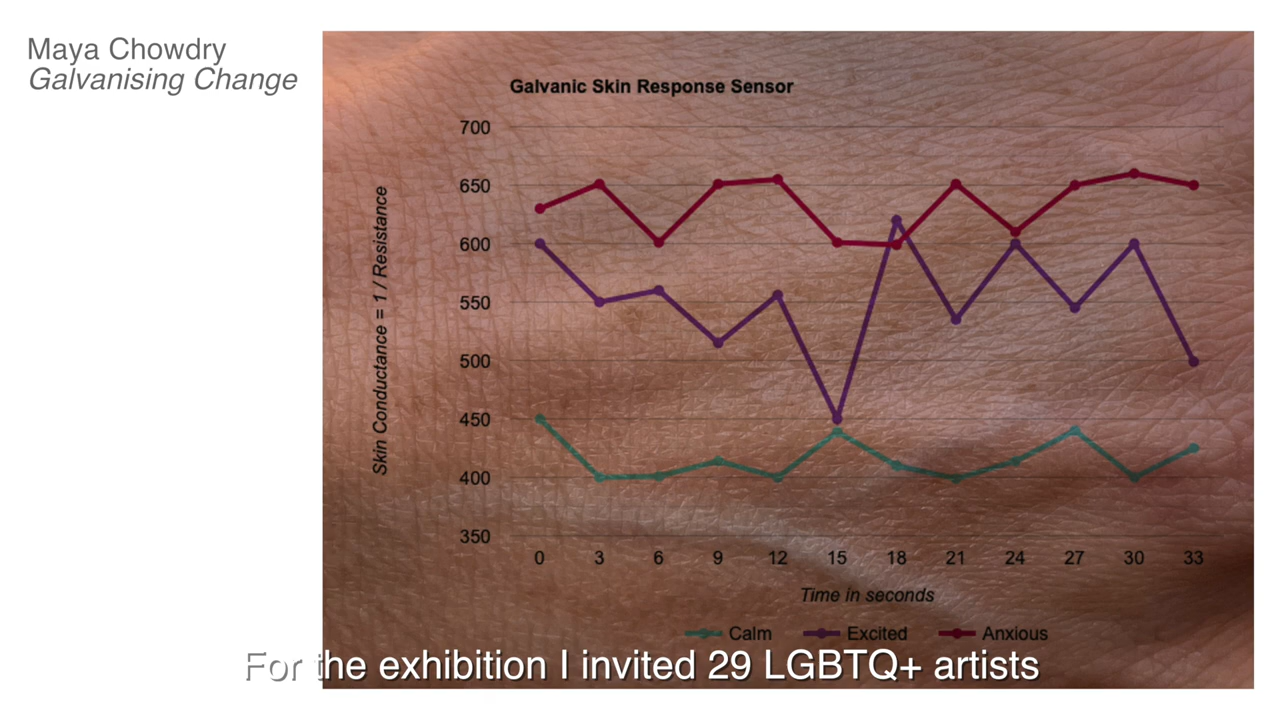 Maya Chowdry
Galvanising Change
Galvanic Skin Response Sensor
700
650
600
550
500
450
400
350
Skin Conductance = 1 / Resistance
0 3 6 9 12 15 18 21 24 27 30 33
Time in seconds
Calm Excited Anxious
For the exhibition I invited 29 LGBTQ+ artists